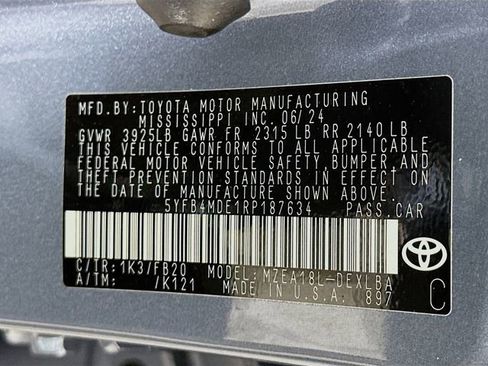 MFD.BY:TOYOTA MOTOR MANUFACTURING
MISSISSIPPI INC. 06/24
GVWR 3925LB GAWR FR 2315 LB RR 2140 LB
THIS VEHICLE CONFORMS TO ALL APPLICABLE
FEDERAL MOTOR VEHICLE SAFETY, BUMPER, AND
THEFT PREVENTION STANDARDS IN EFFECT ON
THE DATE OF MANUFACTURE SHOWN ABOVE.
5YFB4MDE1RP187634 PASS.CAR
C/TR:1K3/FB20 MODEL:MZEA18L-DEXLBA
A/TM: /K121 MADE IN U.S.A. 897
C